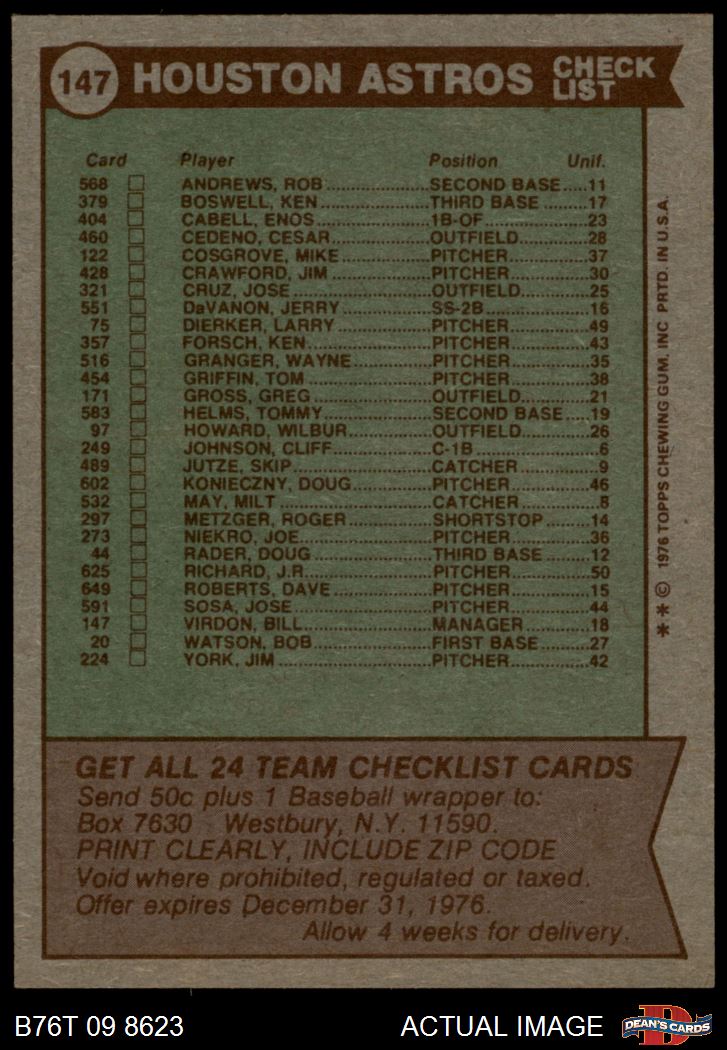 147 HOUSTON ASTROS CHECK LIST
Card Player Position Unif.
568 ANDREWS, ROB SECOND BASE 11
379 BOSWELL, KEN THIRD BASE 17
404 CABELL, ENOS 1B-OF 23
460 CEDENO, CESAR OUTFIELD 28
122 COSGROVE, MIKE PITCHER 37
428 CRAWFORD, JIM PITCHER 30
321 CRUZ, JOSE OUTFIELD 25
551 DaVANON, JERRY SS-2B 16
75 DIERKER, LARRY PITCHER 49
357 FORSCH, KEN PITCHER 43
516 GRANGER, WAYNE PITCHER 35
454 GRIFFIN, TOM PITCHER 38
171 GROSS, GREG OUTFIELD 21
583 HELMS, TOMMY SECOND BASE 19
97 HOWARD, WILBUR OUTFIELD 26
249 JOHNSON, CLIFF C-1B 6
489 JUTZE, SKIP CATCHER 9
602 KONIECZNY, DOUG PITCHER 46
532 MAY, MILT CATCHER 8
297 METZGER, ROGER SHORTSTOP 14
273 NIEKRO, JOE PITCHER 36
44 RADER, DOUG THIRD BASE 12
625 RICHARD, J.R. PITCHER 50
649 ROBERTS, DAVE PITCHER 15
591 SOSA, JOSE PITCHER 44
147 VIRDON, BILL MANAGER 18
20 WATSON, BOB FIRST BASE 27
224 YORK, JIM PITCHER 42
** © 1976 TOPPS CHEWING GUM, INC PRTD. IN U.S.A.
GET ALL 24 TEAM CHECKLIST CARDS
Send 50c plus 1 Baseball wrapper to:
Box 7630 Westbury, N.Y. 11590.
PRINT CLEARLY, INCLUDE ZIP CODE
Void where prohibited, regulated or taxed.
Offer expires December 31, 1976.
Allow 4 weeks for delivery.
B76T 09 8623 ACTUAL IMAGE
D
DEAN'S CARDS